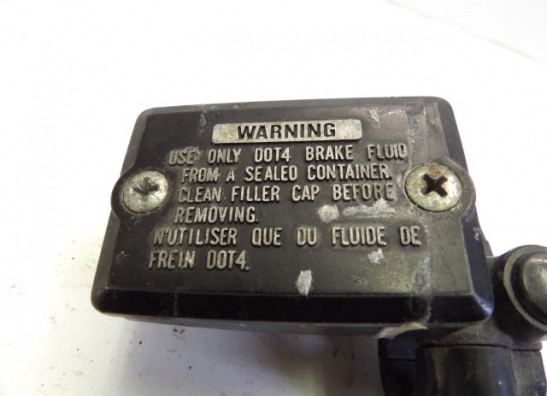 WARNING
USE ONLY DOT4 BRAKE FLUID
FROM A SEALED CONTAINER.
CLEAN FILLER CAP BEFORE
REMOVING.
N'UTILISER QUE DU FLUIDE DE
FREIN DOT4.